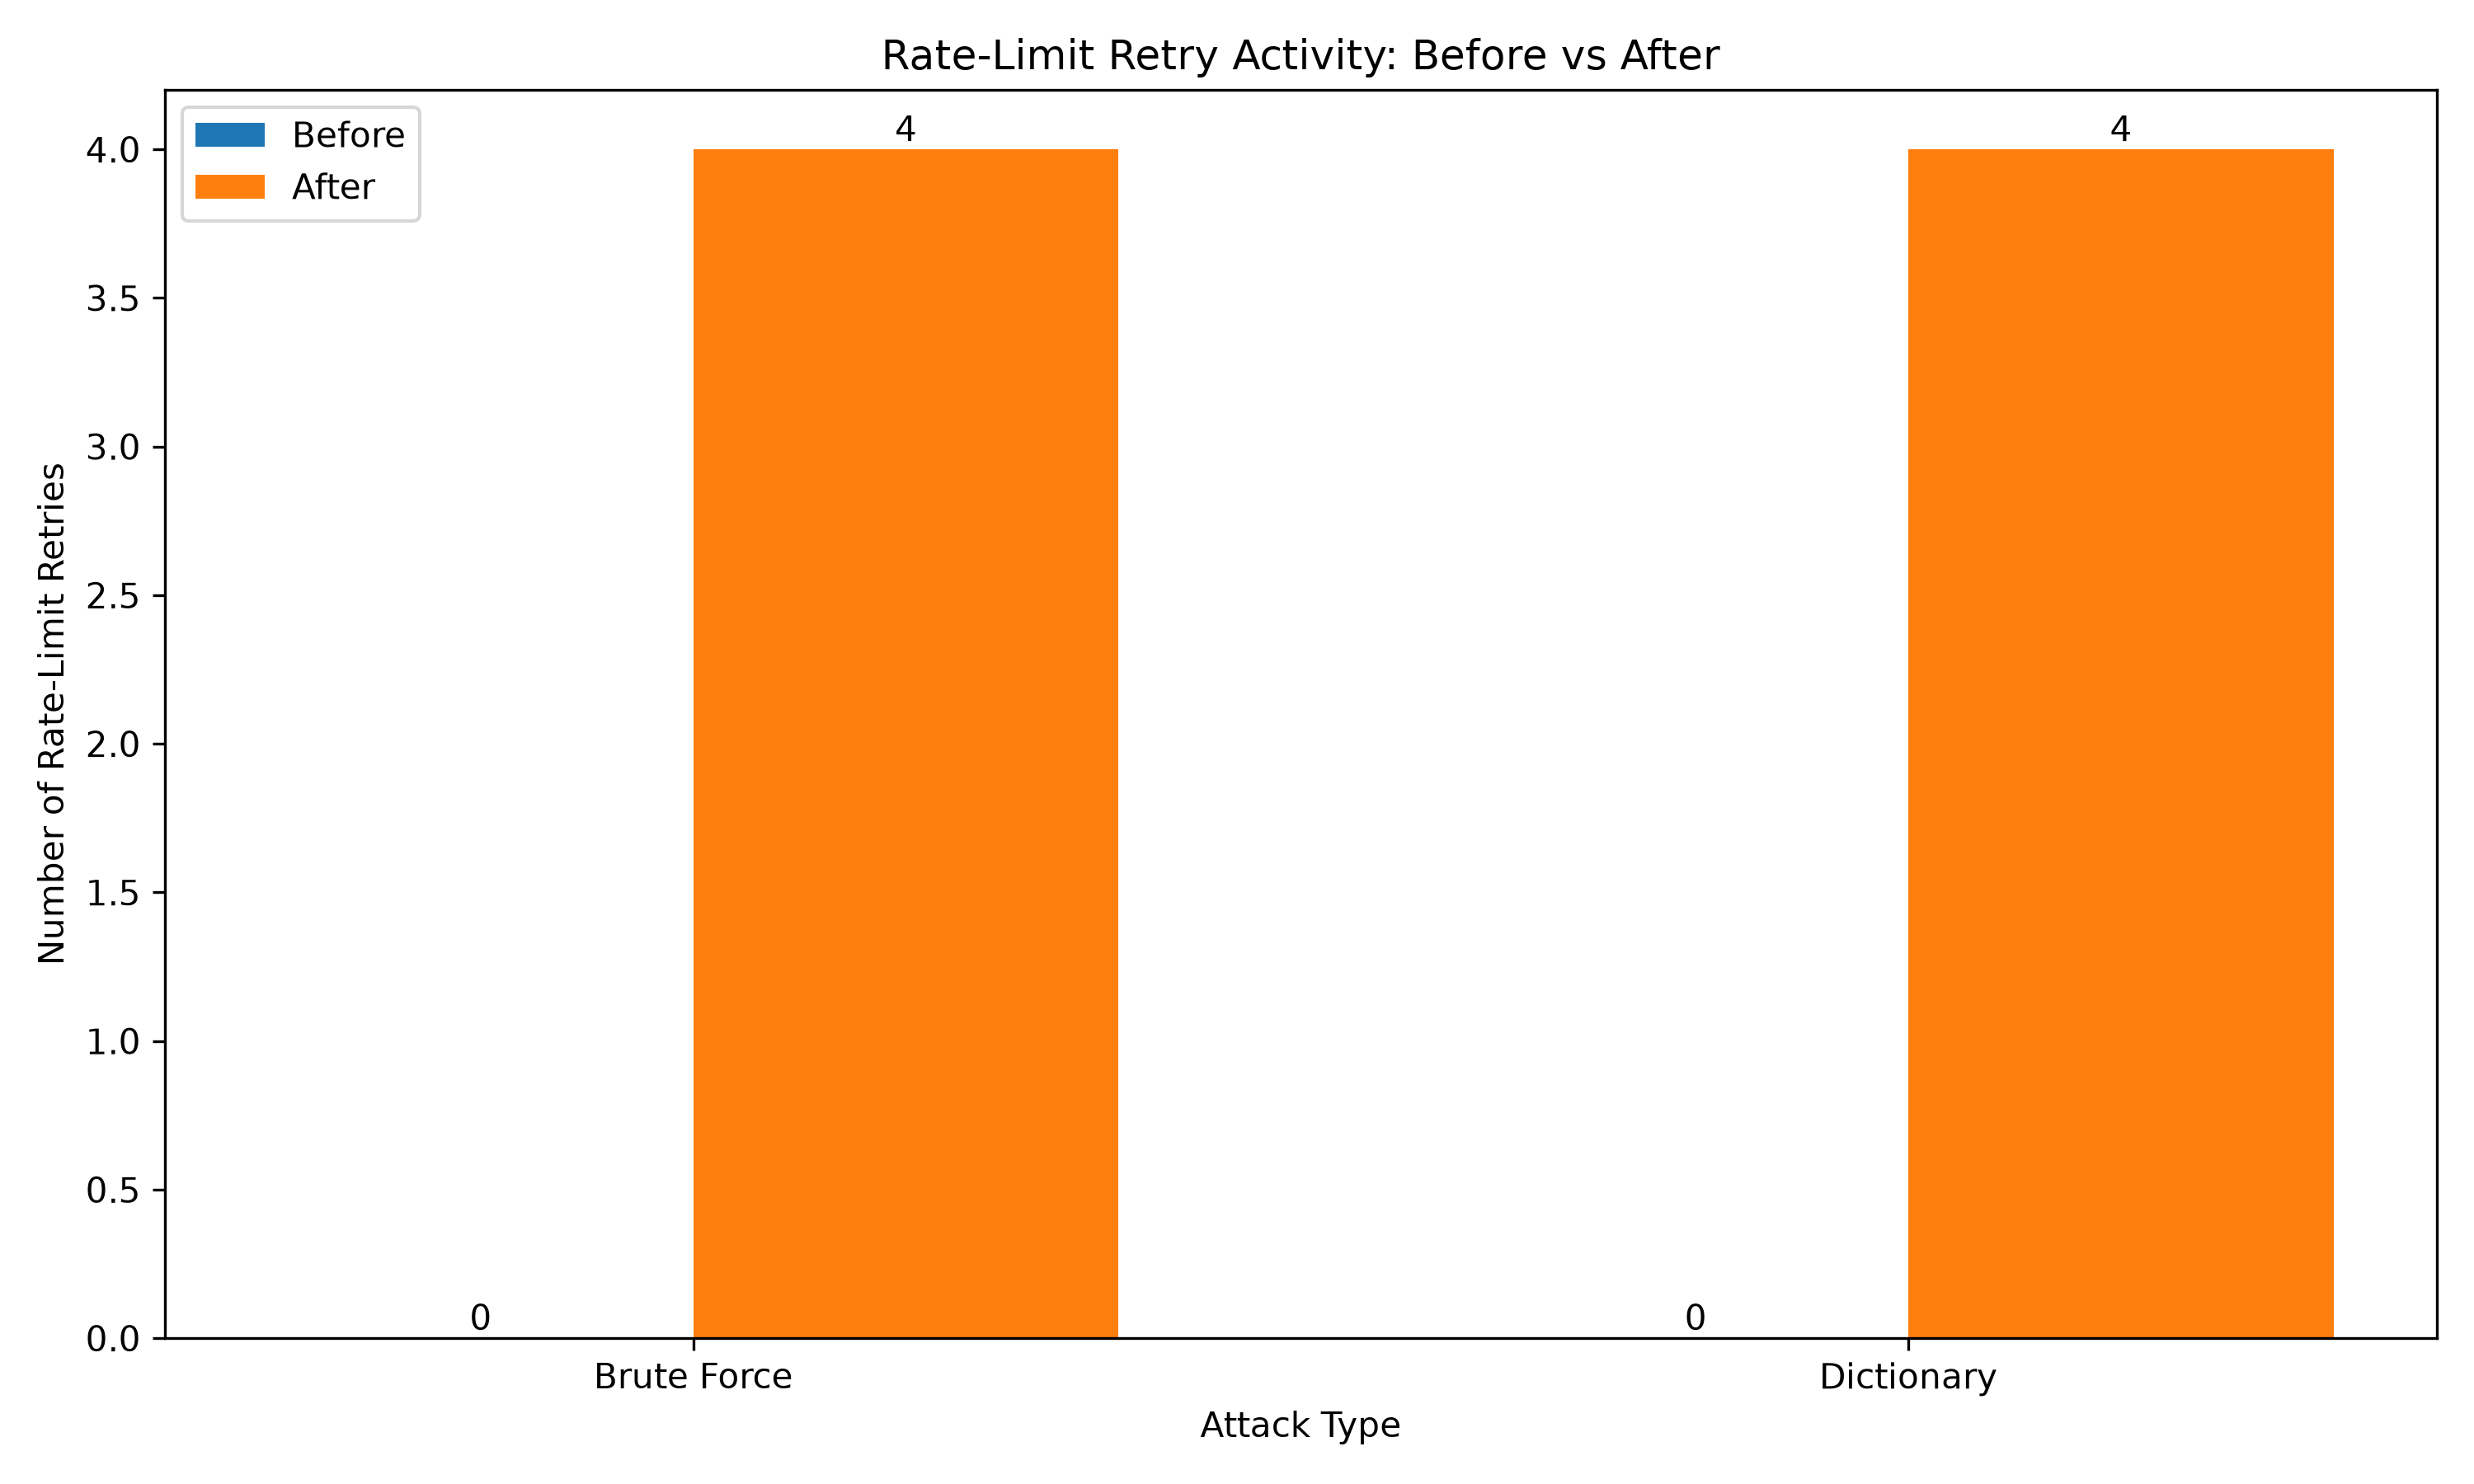 Rate-Limit Retry Activity: Before vs After
Before
After
Number of Rate-Limit Retries
4.0
3.5
3.0
2.5
2.0
1.5
1.0
0.5
0.0
0
4
0
4
Brute Force
Dictionary
Attack Type